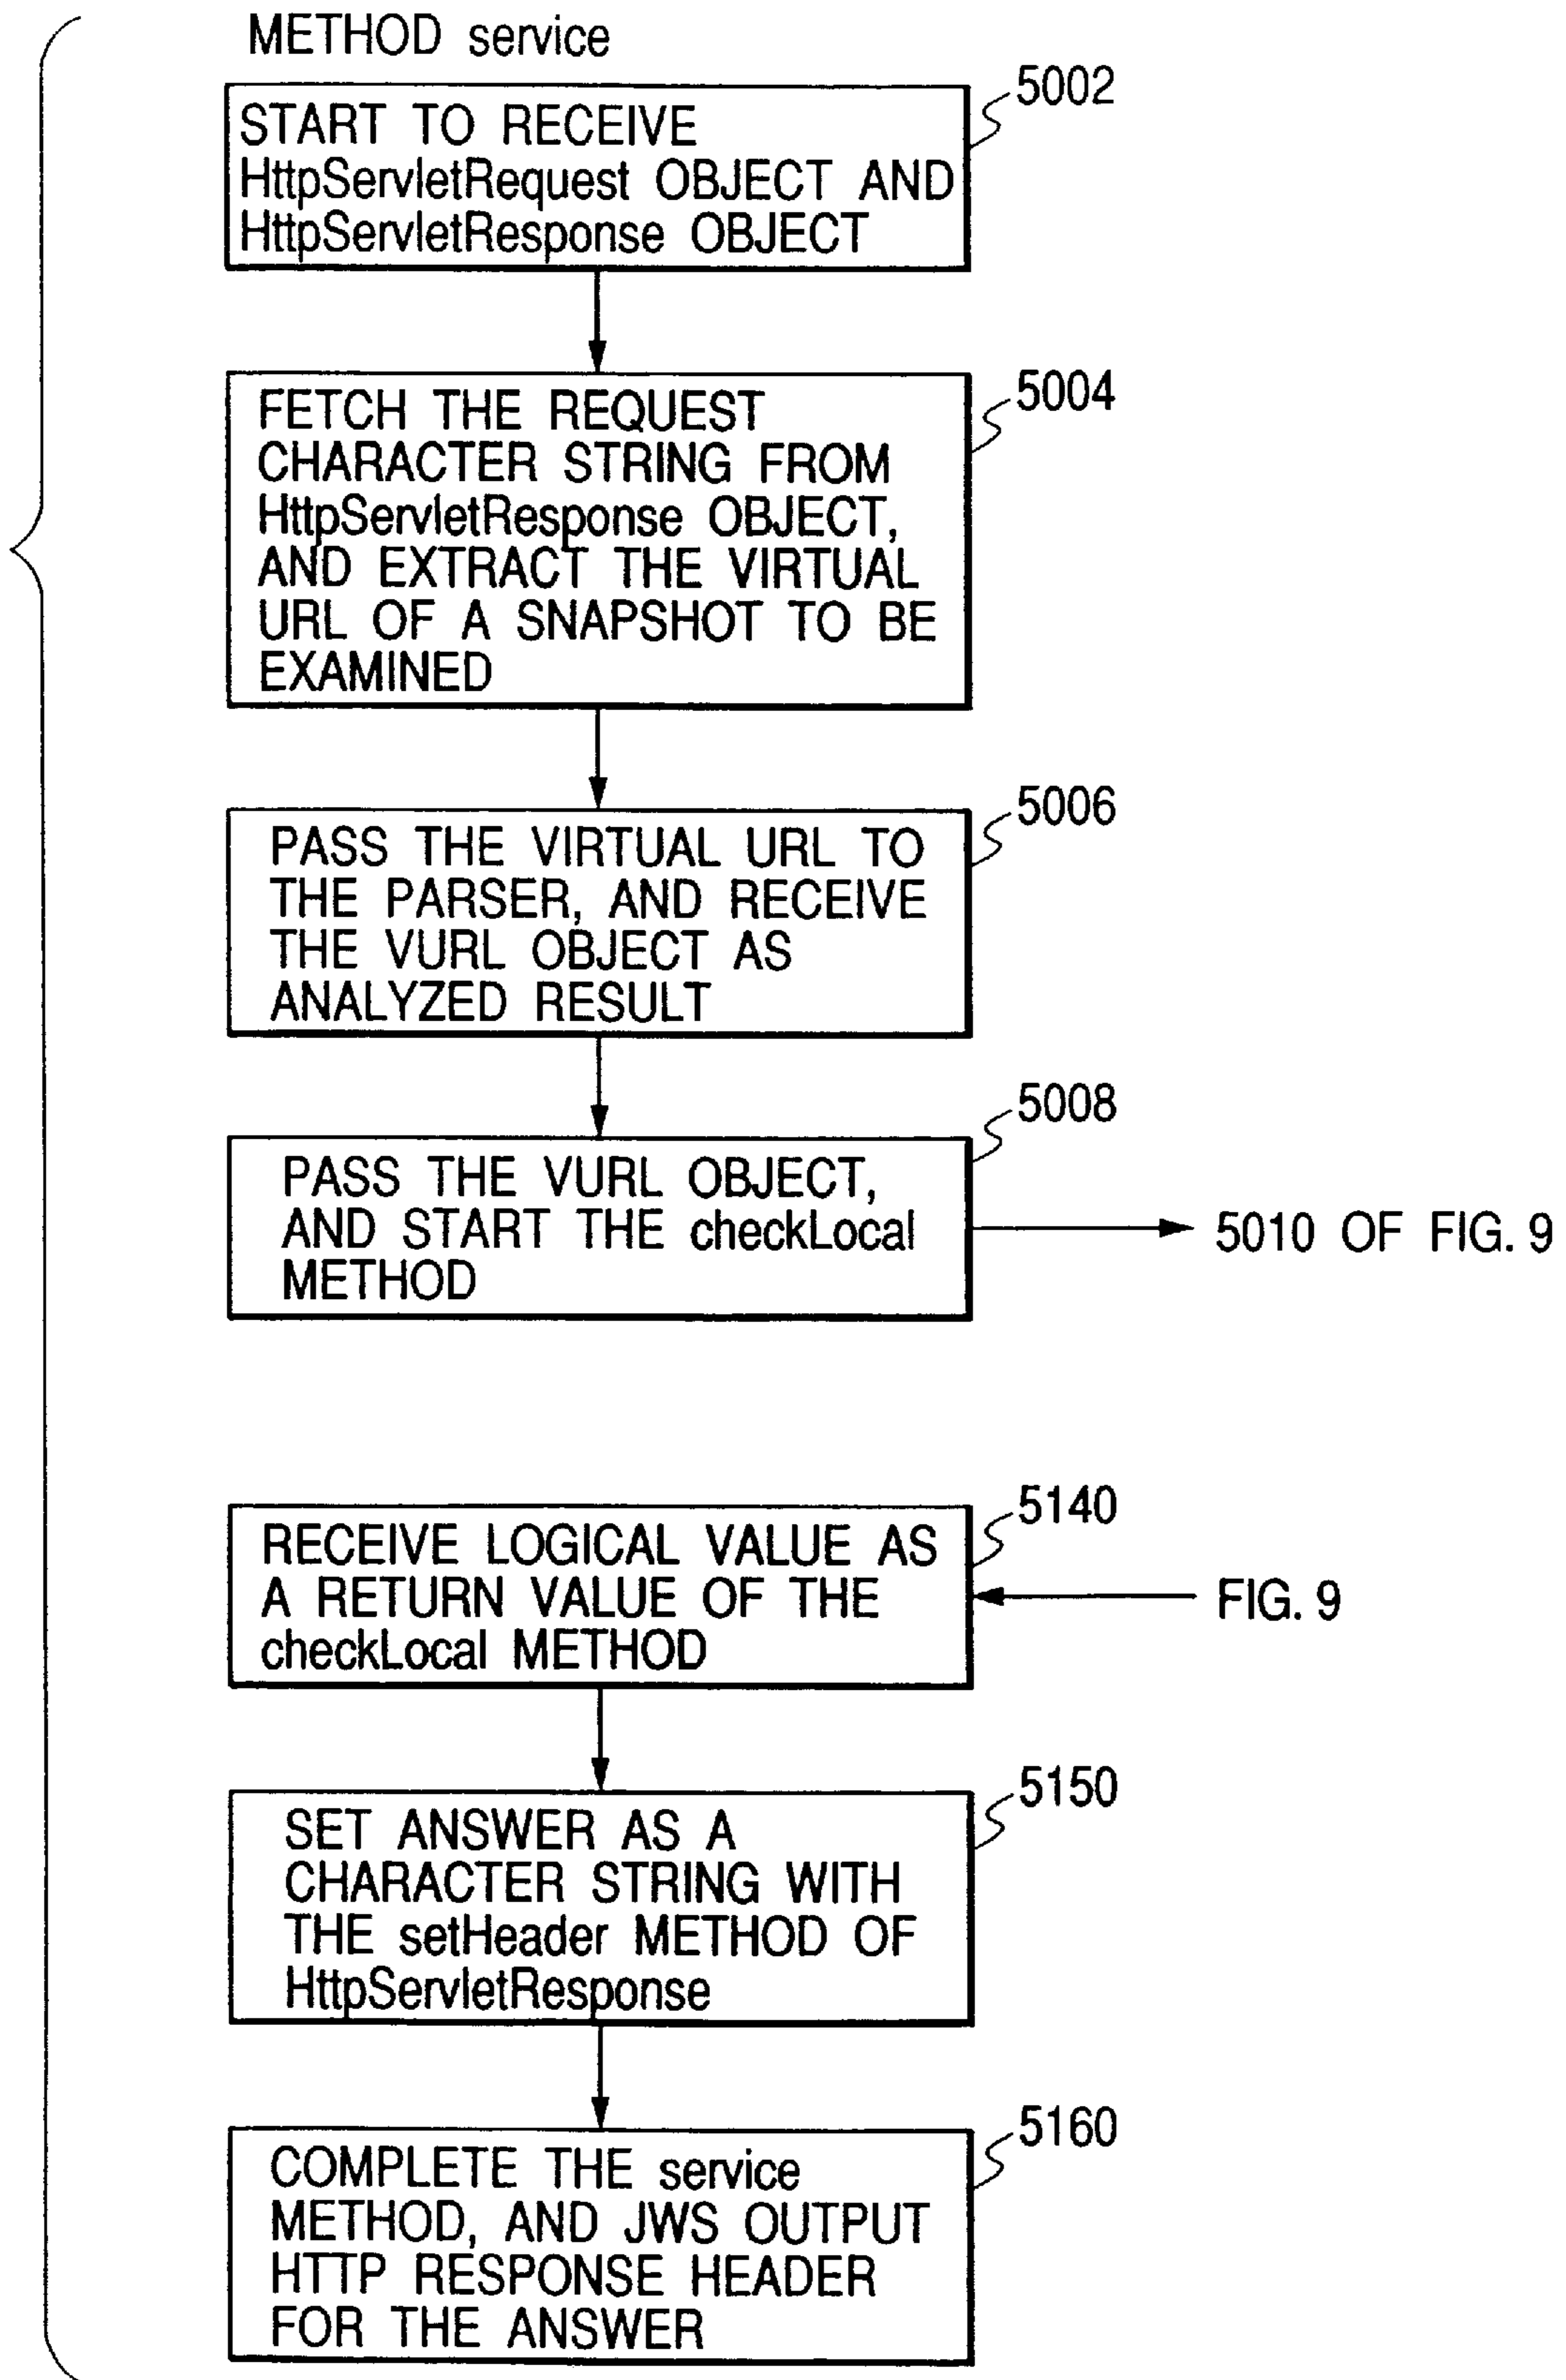 METHOD service
5002
START TO RECEIVE
HttpServletRequest OBJECT AND
HttpServletResponse OBJECT
5004
FETCH THE REQUEST
CHARACTER STRING FROM
HttpServletResponse OBJECT,
AND EXTRACT THE VIRTUAL
URL OF A SNAPSHOT TO BE
EXAMINED
5006
PASS THE VIRTUAL URL TO
THE PARSER, AND RECEIVE
THE VURL OBJECT AS
ANALYZED RESULT
5008
PASS THE VURL OBJECT,
AND START THE checkLocal
METHOD
5010 OF FIG. 9
5140
RECEIVE LOGICAL VALUE AS
A RETURN VALUE OF THE
checkLocal METHOD
FIG. 9
5150
SET ANSWER AS A
CHARACTER STRING WITH
THE setHeader METHOD OF
HttpServletResponse
5160
COMPLETE THE service
METHOD, AND JWS OUTPUT
HTTP RESPONSE HEADER
FOR THE ANSWER